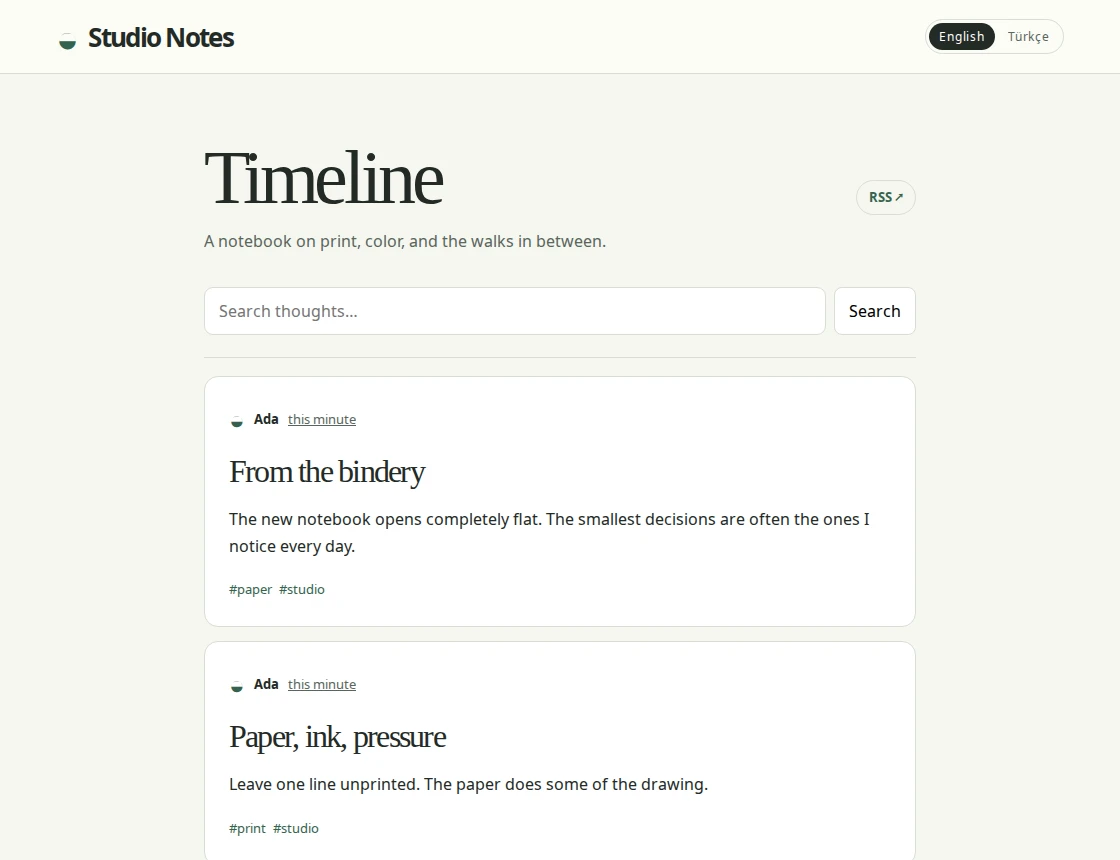 Studio Notes
English
Türkçe
Timeline
RSS ↗
A notebook on print, color, and the walks in between.
Search thoughts…
Search
Ada this minute
From the bindery
The new notebook opens completely flat. The smallest decisions are often the ones I
notice every day.
#paper #studio
Ada this minute
Paper, ink, pressure
Leave one line unprinted. The paper does some of the drawing.
#print #studio